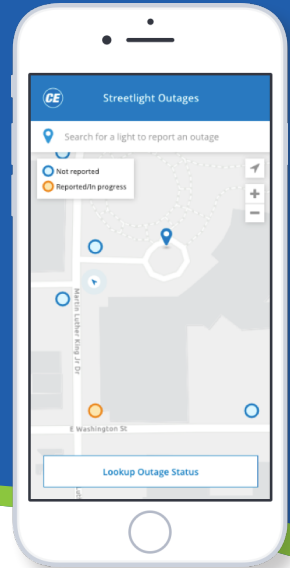 CE
Streetlight Outages
Search for a light to report an outage
Not reported
Reported/In progress
+
−
Martin Luther King Jr Dr
E Washington St
Lookup Outage Status